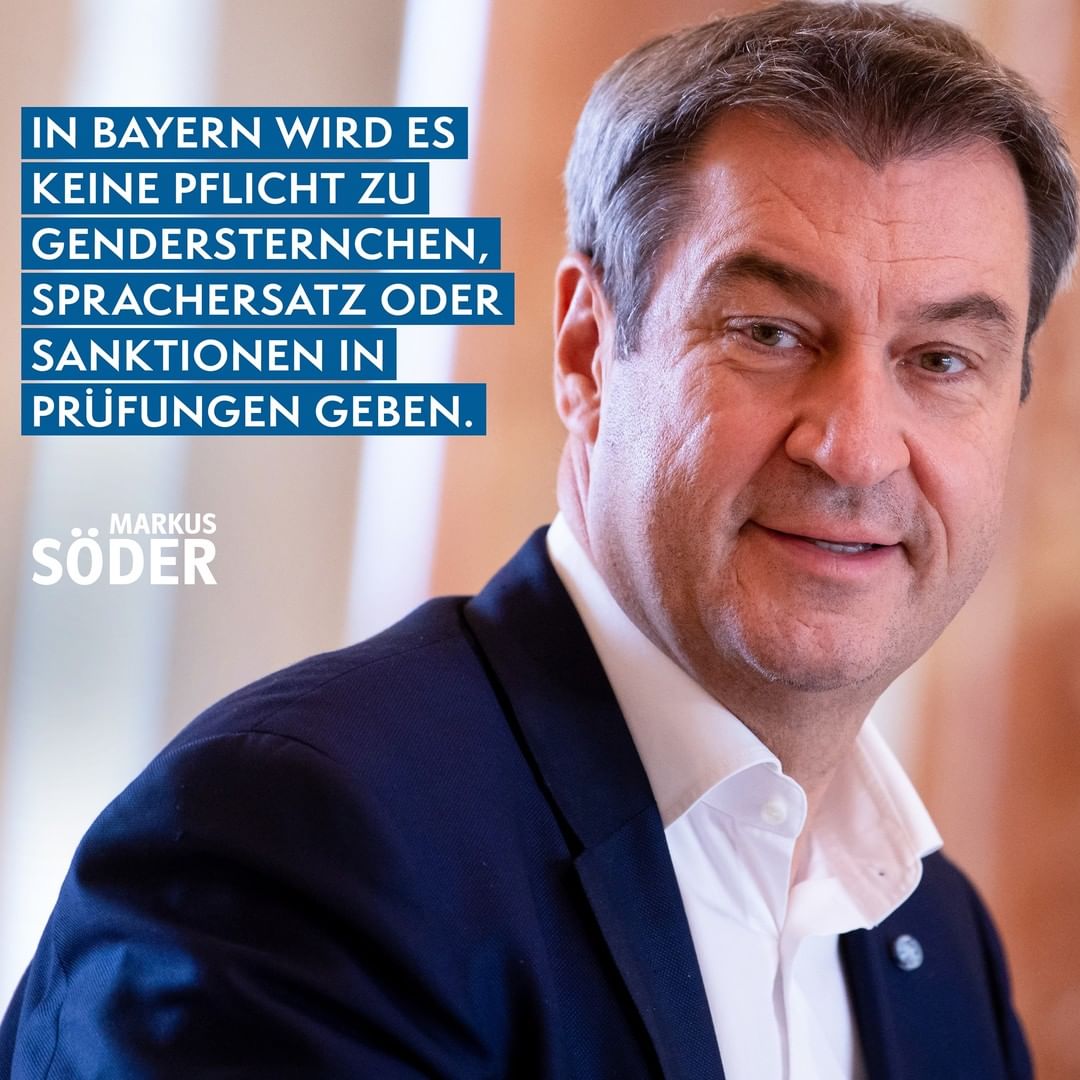 IN BAYERN WIRD ES
KEINE PFLICHT ZU
GENDERSTERNCHEN,
SPRACHERSATZ ODER
SANKTIONEN IN
PRÜFUNGEN GEBEN.
MARKUS
SÖDER